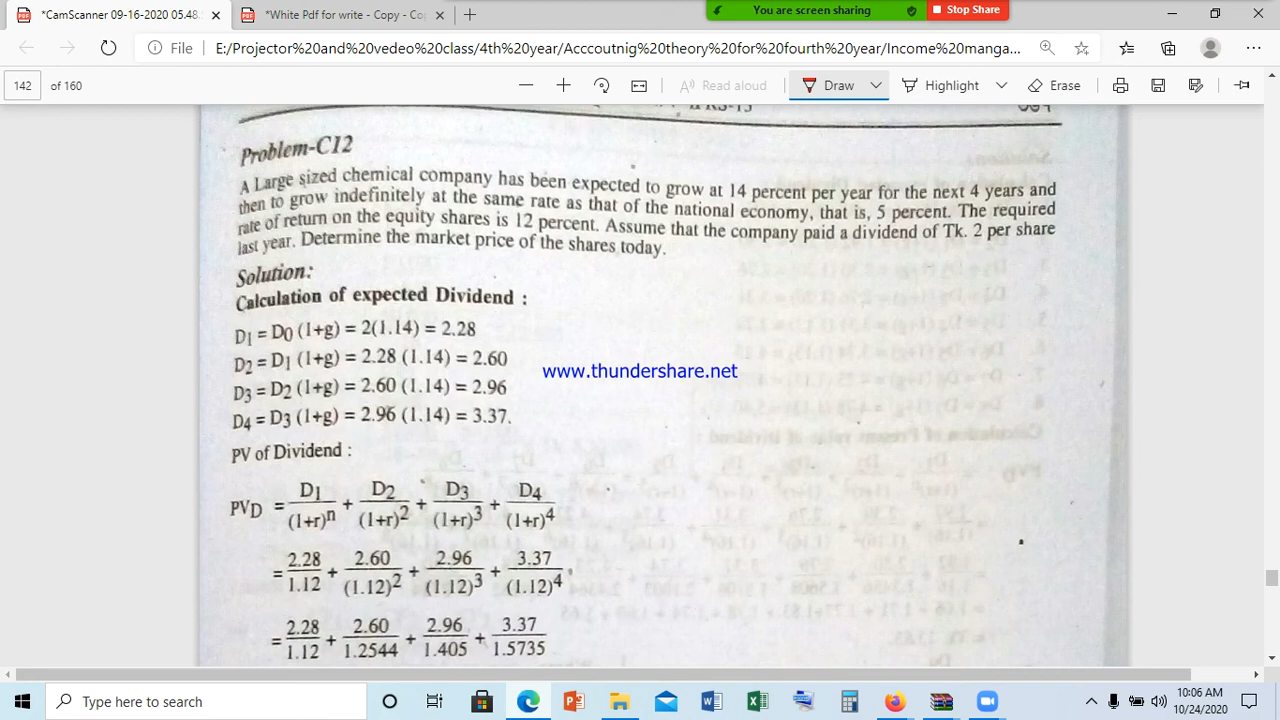 *CamScanner 09-16-2020 05.48.
*White Pdf for write - Copy - Cop
You are screen sharing
Stop Share
File
E:/Projector%20and%20vedeo%20class/4th%20year/Acccoutnig%20theory%20for%20fourth%20year/Income%20manga...
142 of 160
Read aloud
Draw
Highlight
Erase
Problem-C12
A Large sized chemical company has been expected to grow at 14 percent per year for the next 4 years and
then to grow indefinitely at the same rate as that of the national economy, that is, 5 percent. The required
rate of return on the equity shares is 12 percent. Assume that the company paid a dividend of Tk. 2 per share
last year. Determine the market price of the shares today.
Solution:
Calculation of expected Dividend :
D1 = D0 (1+g) = 2(1.14) = 2.28
D2 = D1 (1+g) = 2.28 (1.14) = 2.60
www.thundershare.net
D3 = D2 (1+g) = 2.60 (1.14) = 2.96
D4 = D3 (1+g) = 2.96 (1.14) = 3.37.
PV of Dividend :
PVD = D1/(1+r)^n + D2/(1+r)^2 + D3/(1+r)^3 + D4/(1+r)^4
= 2.28/1.12 + 2.60/(1.12)^2 + 2.96/(1.12)^3 + 3.37/(1.12)^4
= 2.28/1.12 + 2.60/1.2544 + 2.96/1.405 + 3.37/1.5735
Type here to search
10:06 AM
10/24/2020